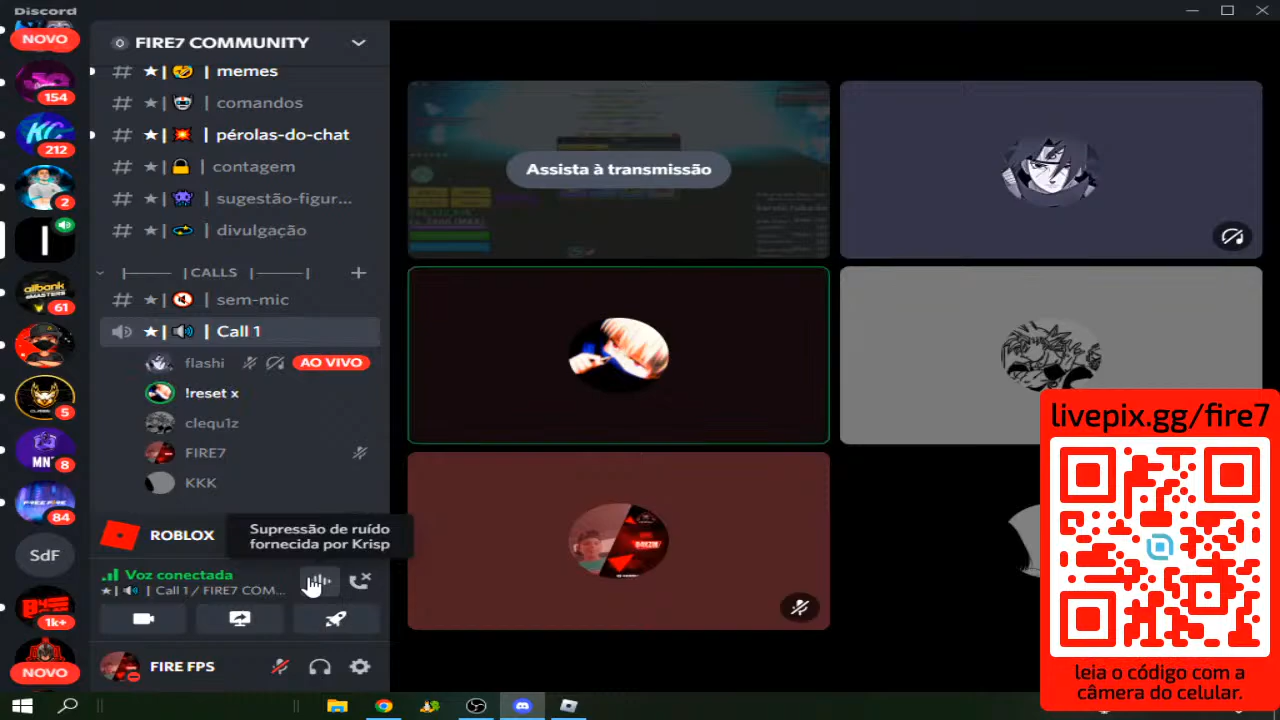 Discord
NOVO
154
212
2
61
5
MN
8
84
SdF
1k+
NOVO
FIRE7 COMMUNITY
# ★| | memes
# ★| | comandos
# ★| | pérolas-do-chat
# ★| | contagem
# ★| | sugestão-figur...
# ★| | divulgação
|—— |CALLS |——|
# ★| | sem-mic
★| | Call 1
flashi AO VIVO
!reset x
clequ1z
FIRE7
KKK
ROBLOX
Supressão de ruído
fornecida por Krisp
Voz conectada
★| | Call 1 / FIRE7 COM...
FIRE FPS
Assista à transmissão
livepix.gg/fire7
leia o código com a
câmera do celular.